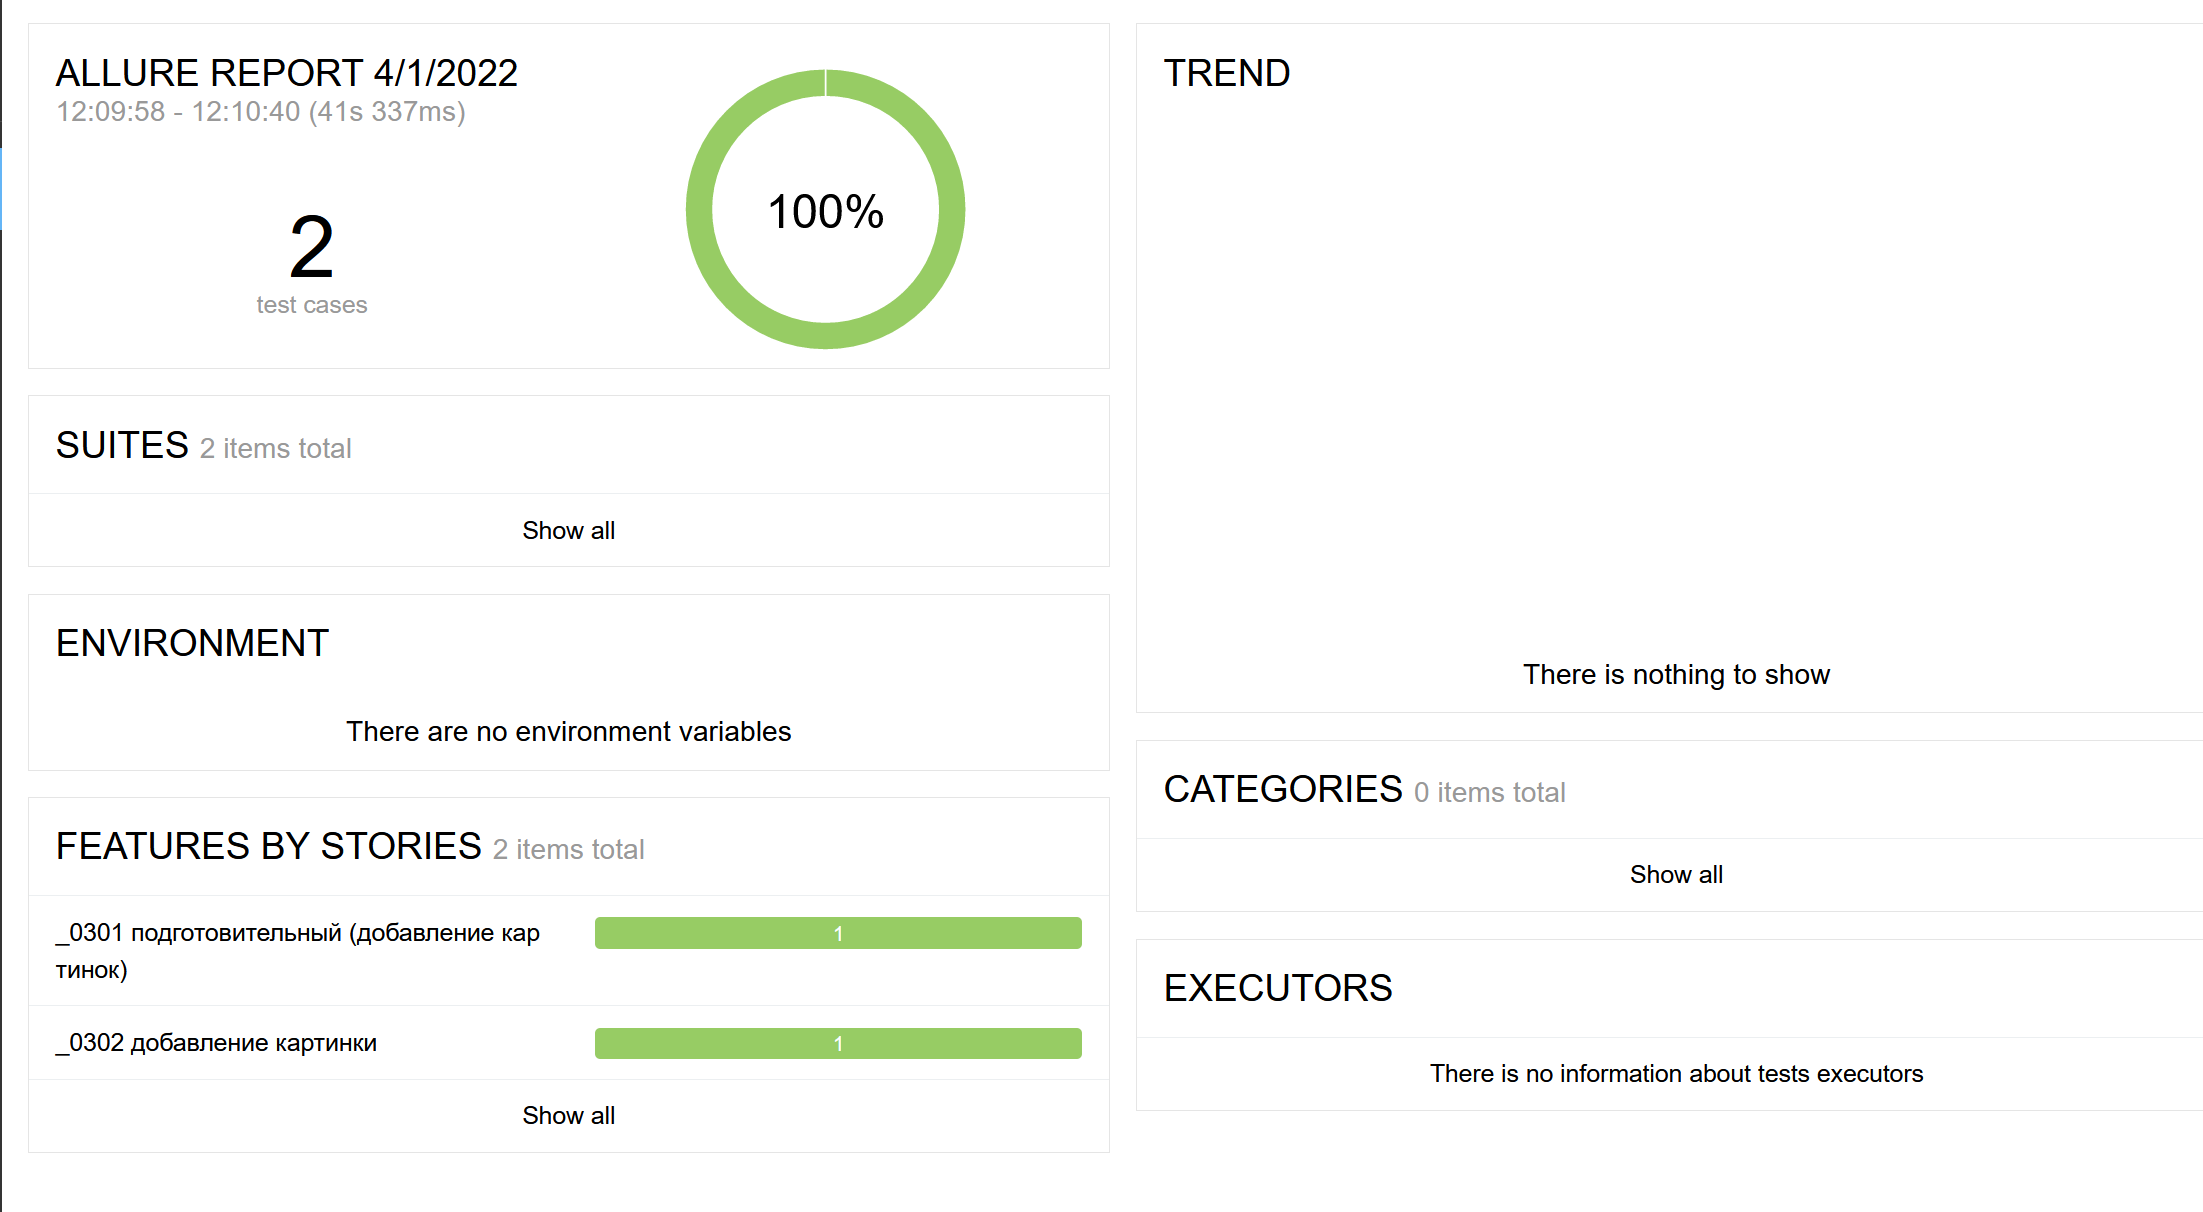 ALLURE REPORT 4/1/2022
12:09:58 - 12:10:40 (41s 337ms)
2
test cases
100%
SUITES 2 items total
Show all
ENVIRONMENT
There are no environment variables
FEATURES BY STORIES 2 items total
_0301 подготовительный (добавление кар
тинок)
1
_0302 добавление картинки
1
Show all
TREND
There is nothing to show
CATEGORIES 0 items total
Show all
EXECUTORS
There is no information about tests executors